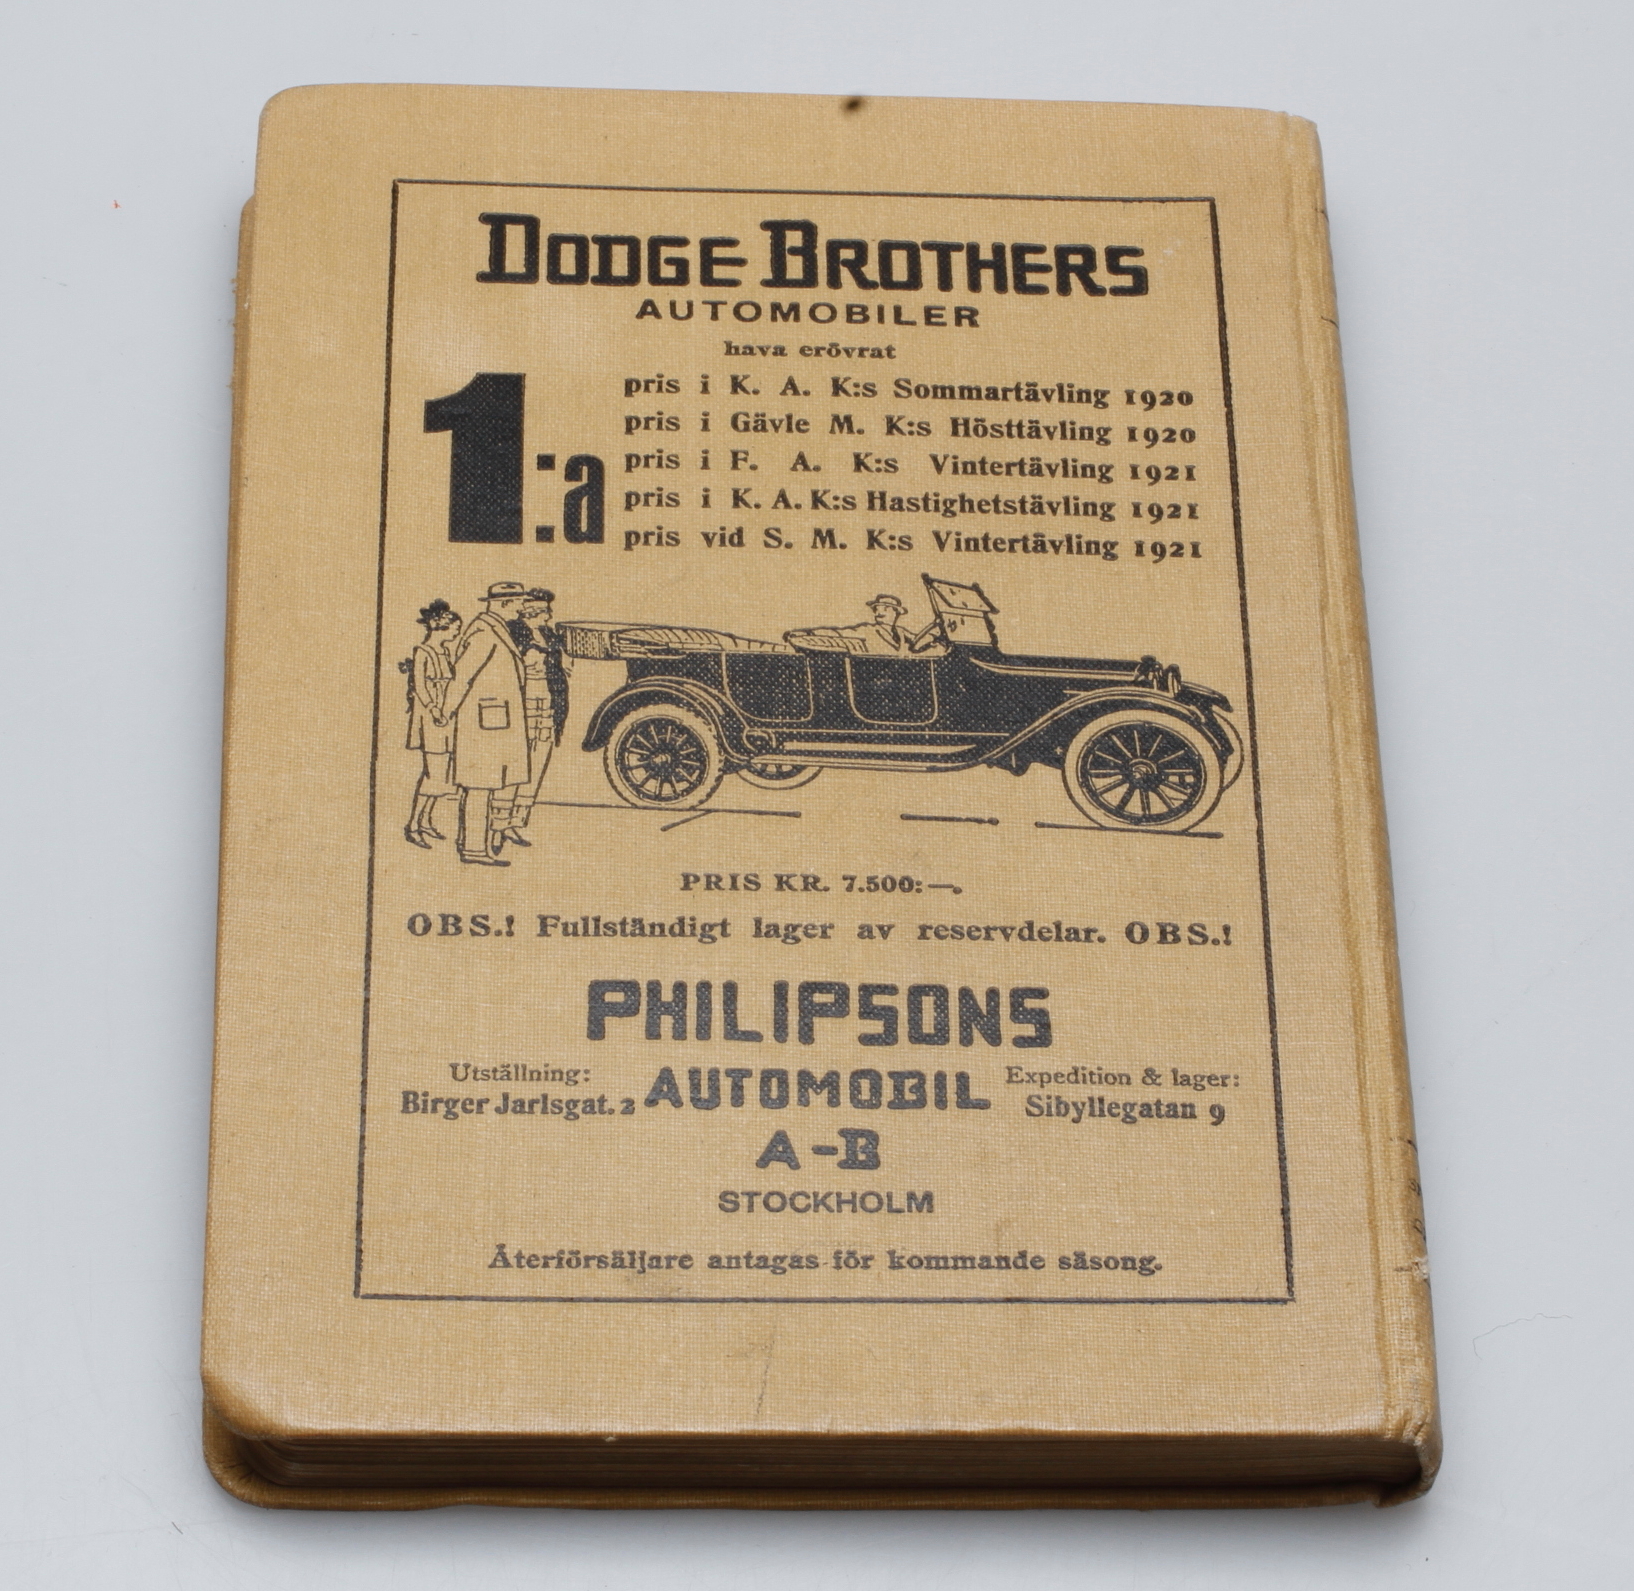 DODGE BROTHERS
AUTOMOBILER
hava erövrat
1:a
pris i K. A. K:s Sommartävling 1920
pris i Gävle M. K:s Hösttävling 1920
pris i F. A. K:s Vintertävling 1921
pris i K. A. K:s Hastighetstävling 1921
pris vid S. M. K:s Vintertävling 1921
PRIS KR. 7.500:—.
OBS.! Fullständigt lager av reservdelar. OBS.!
PHILIPSONS
Utställning:
Birger Jarlsgat. 2
AUTOMOBIL
Expedition & lager:
Sibyllegatan 9
A-B
STOCKHOLM
Återförsäljare antagas för kommande säsong.